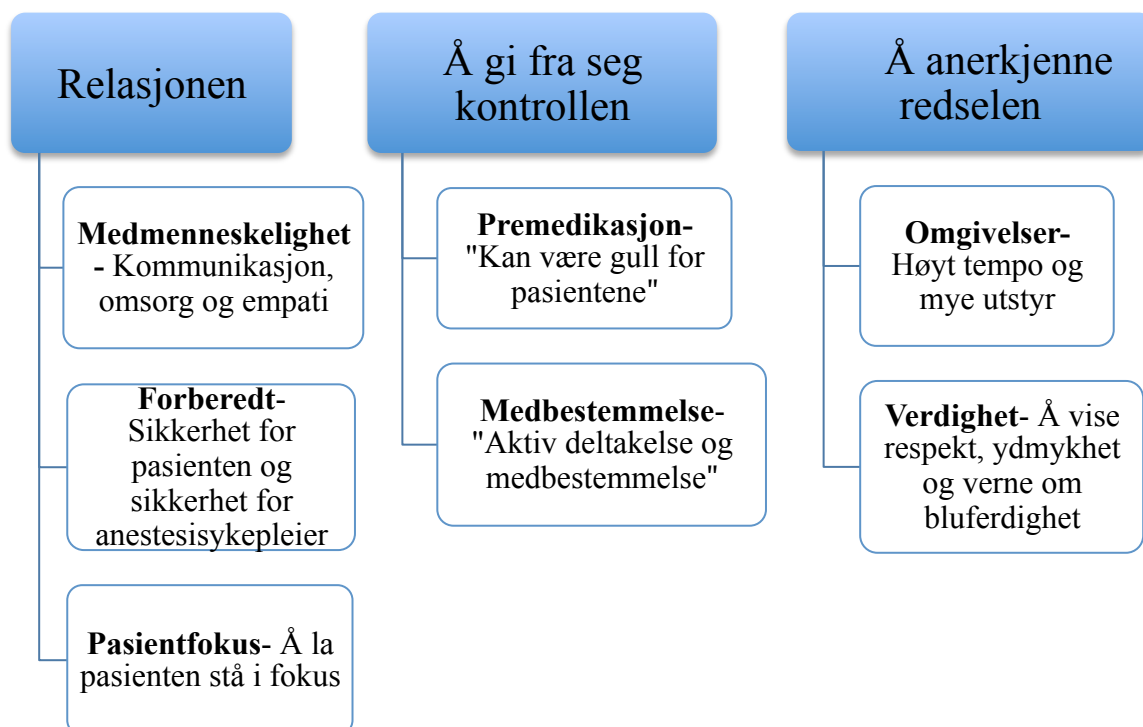 Relasjonen
Medmenneskelighet
- Kommunikasjon,
omsorg og empati
Forberedt-
Sikkerhet for
pasienten og
sikkerhet for
anestesisykepleier
Pasientfokus- Å la
pasienten stå i fokus
Å gi fra seg
kontrollen
Premedikasjon-
"Kan være gull for
pasientene"
Medbestemmelse-
"Aktiv deltakelse og
medbestemmelse"
Å anerkjenne
redselen
Omgivelser-
Høyt tempo og
mye utstyr
Verdighet- Å vise
respekt, ydmykhet
og verne om
bluferdighet